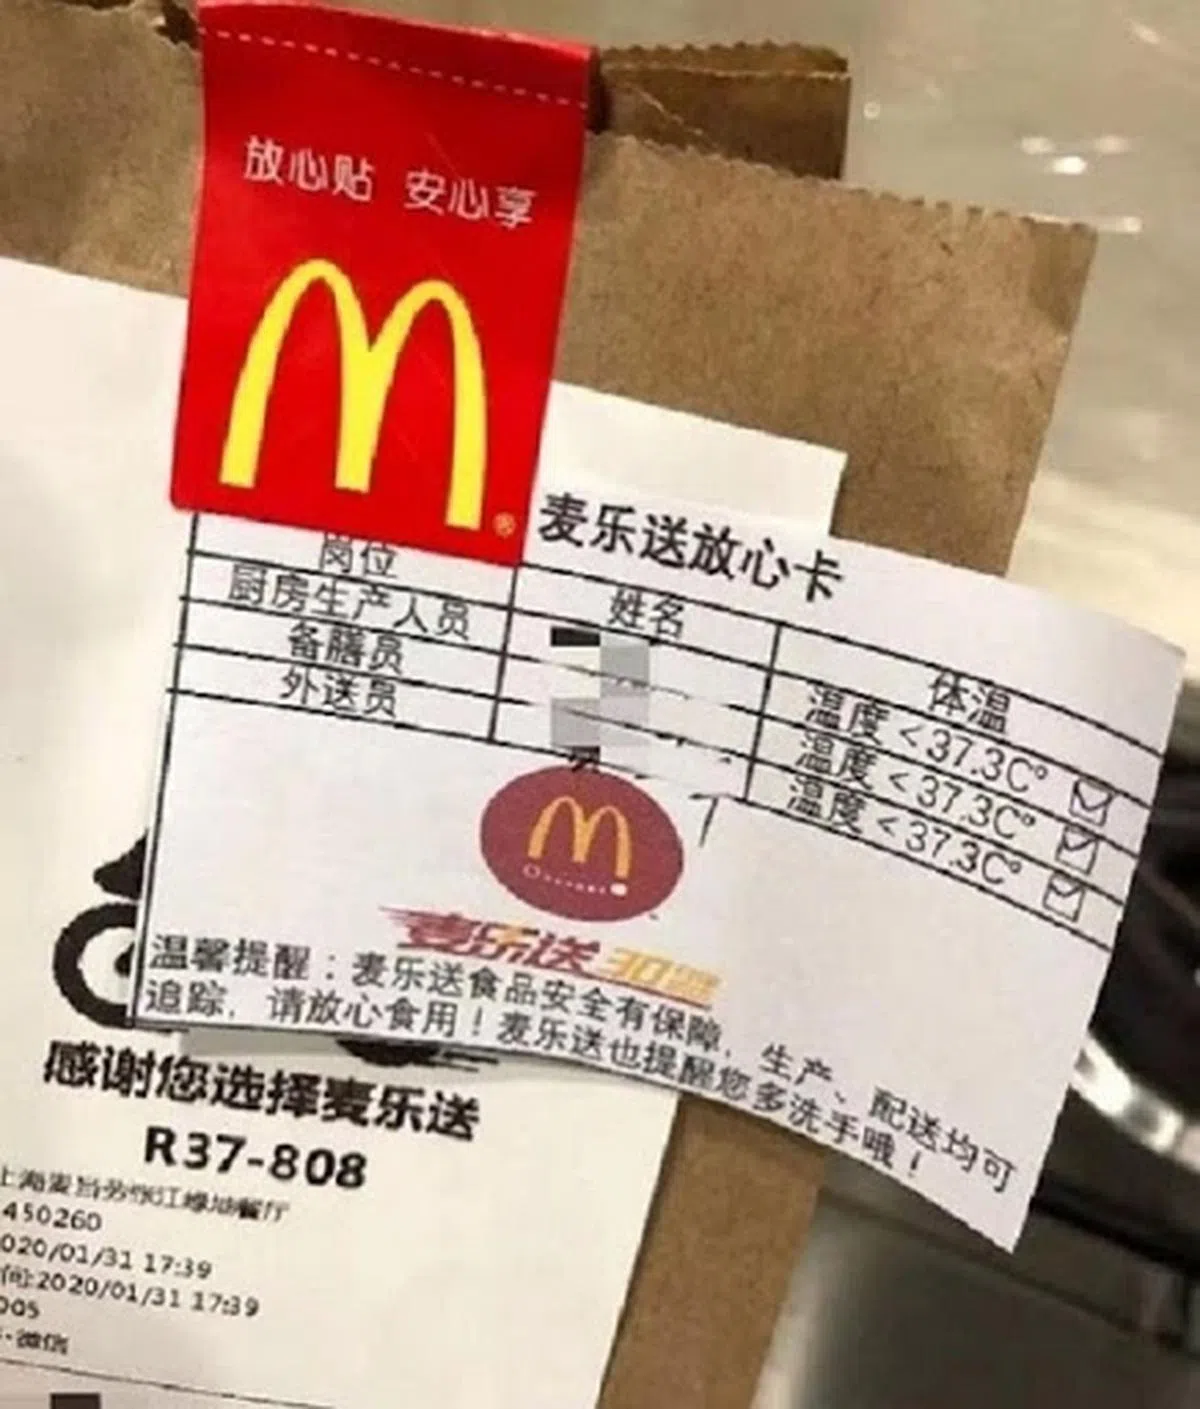 放心贴 安心享
麦乐送放心卡
岗位 姓名 体温
厨房生产人员 温度<37.3C°
备膳员 温度<37.3C°
外送员 温度<37.3C°
麦乐送
温馨提醒：麦乐送食品安全有保障，生产、配送均可
追踪，请放心食用！麦乐送也提醒您多洗手哦！
感谢您选择麦乐送
R37-808
450260
020/01/31 17:39
间:2020/01/31 17:39
005
-微信